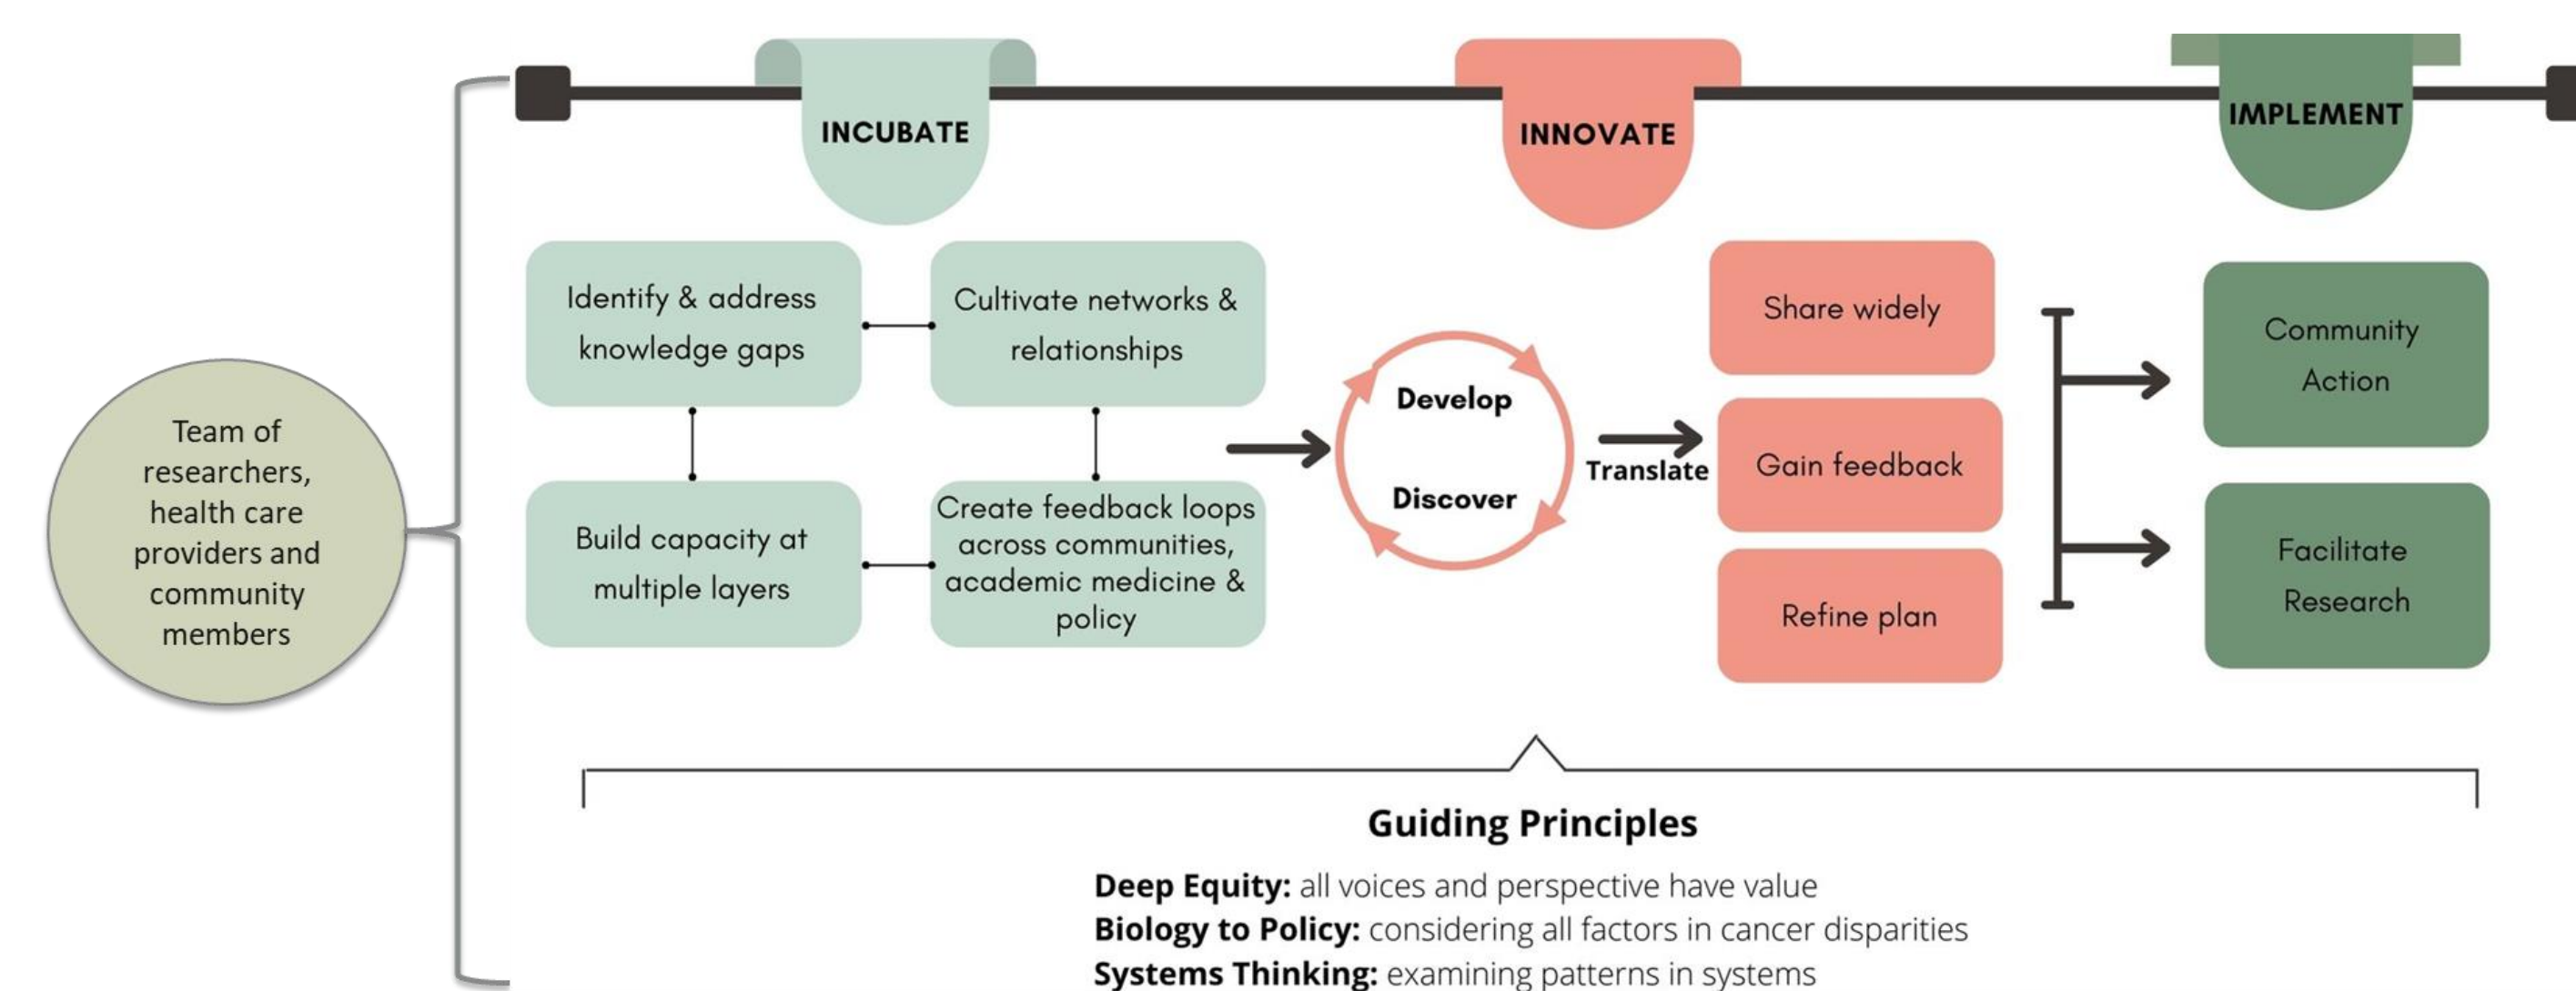 INCUBATE
INNOVATE
IMPLEMENT
Team of
researchers,
health care
providers and
community
members
Identify & address
knowledge gaps
Cultivate networks &
relationships
Build capacity at
multiple layers
Create feedback loops
across communities,
academic medicine &
policy
Develop
Discover
Translate
Share widely
Gain feedback
Refine plan
Community
Action
Facilitate
Research
Guiding Principles
Deep Equity: all voices and perspective have value
Biology to Policy: considering all factors in cancer disparities
Systems Thinking: examining patterns in systems